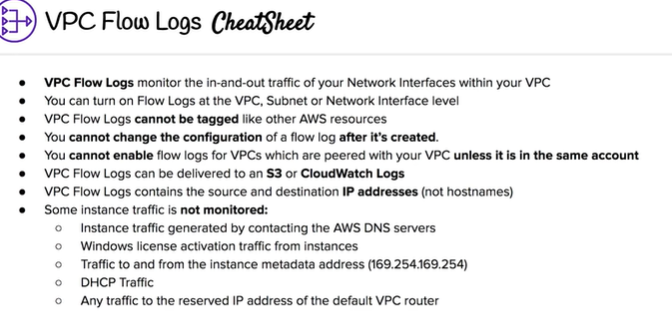 VPC Flow Logs CheatSheet
● VPC Flow Logs monitor the in-and-out traffic of your Network Interfaces within your VPC
● You can turn on Flow Logs at the VPC, Subnet or Network Interface level
● VPC Flow Logs cannot be tagged like other AWS resources
● You cannot change the configuration of a flow log after it's created.
● You cannot enable flow logs for VPCs which are peered with your VPC unless it is in the same account
● VPC Flow Logs can be delivered to an S3 or CloudWatch Logs
● VPC Flow Logs contains the source and destination IP addresses (not hostnames)
● Some instance traffic is not monitored:
○ Instance traffic generated by contacting the AWS DNS servers
○ Windows license activation traffic from instances
○ Traffic to and from the instance metadata address (169.254.169.254)
○ DHCP Traffic
○ Any traffic to the reserved IP address of the default VPC router